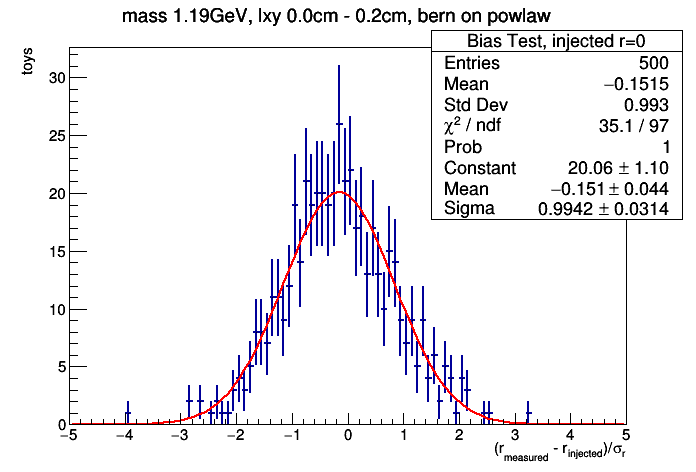 mass 1.19GeV, lxy 0.0cm - 0.2cm, bern on powlaw
toys
Bias Test, injected r=0
Entries 500
Mean −0.1515
Std Dev 0.993
χ² / ndf 35.1 / 97
Prob 1
Constant 20.06 ± 1.10
Mean −0.151 ± 0.044
Sigma 0.9942 ± 0.0314
30
25
20
15
10
5
0
−5 −4 −3 −2 −1 0 1 2 3 4 5
(r_measured - r_injected)/σ_r